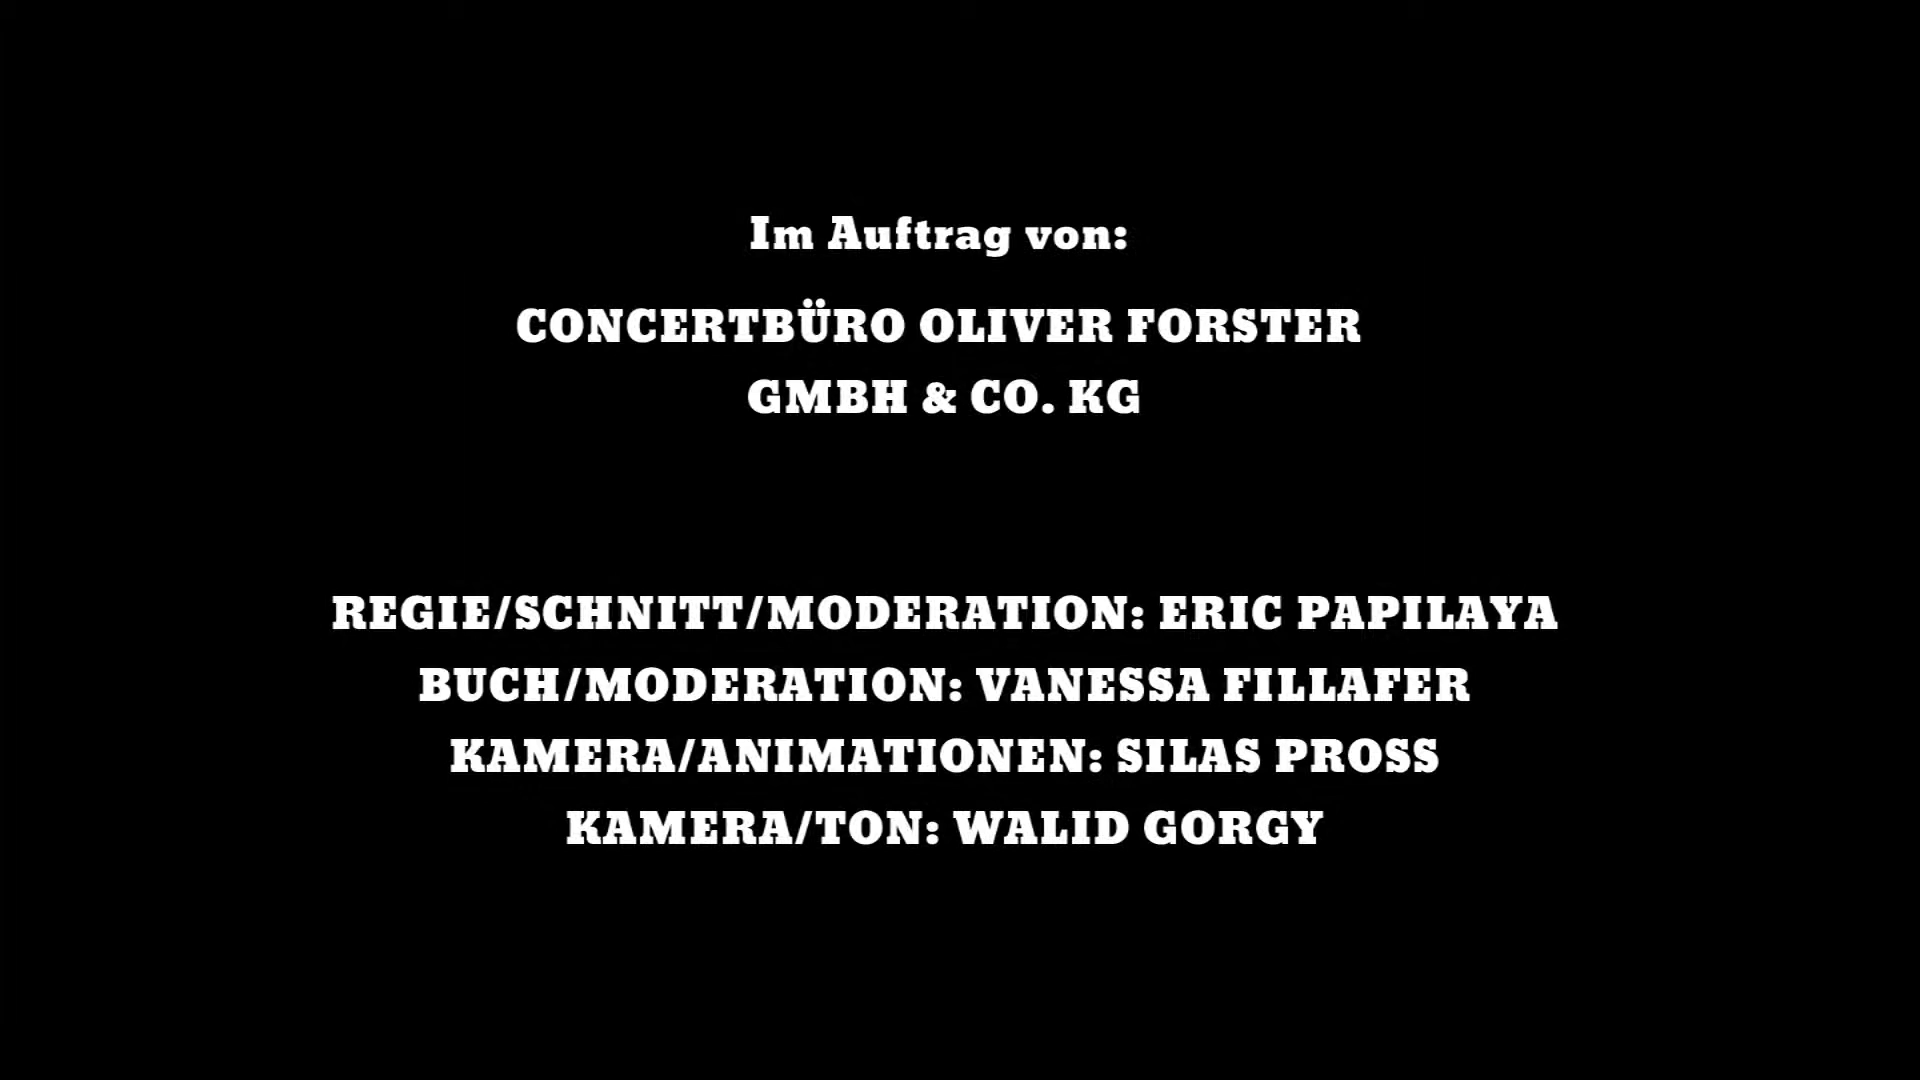 Im Auftrag von:
CONCERTBÜRO OLIVER FORSTER
GMBH & CO. KG
REGIE/SCHNITT/MODERATION: ERIC PAPILAYA
BUCH/MODERATION: VANESSA FILLAFER
KAMERA/ANIMATIONEN: SILAS PROSS
KAMERA/TON: WALID GORGY